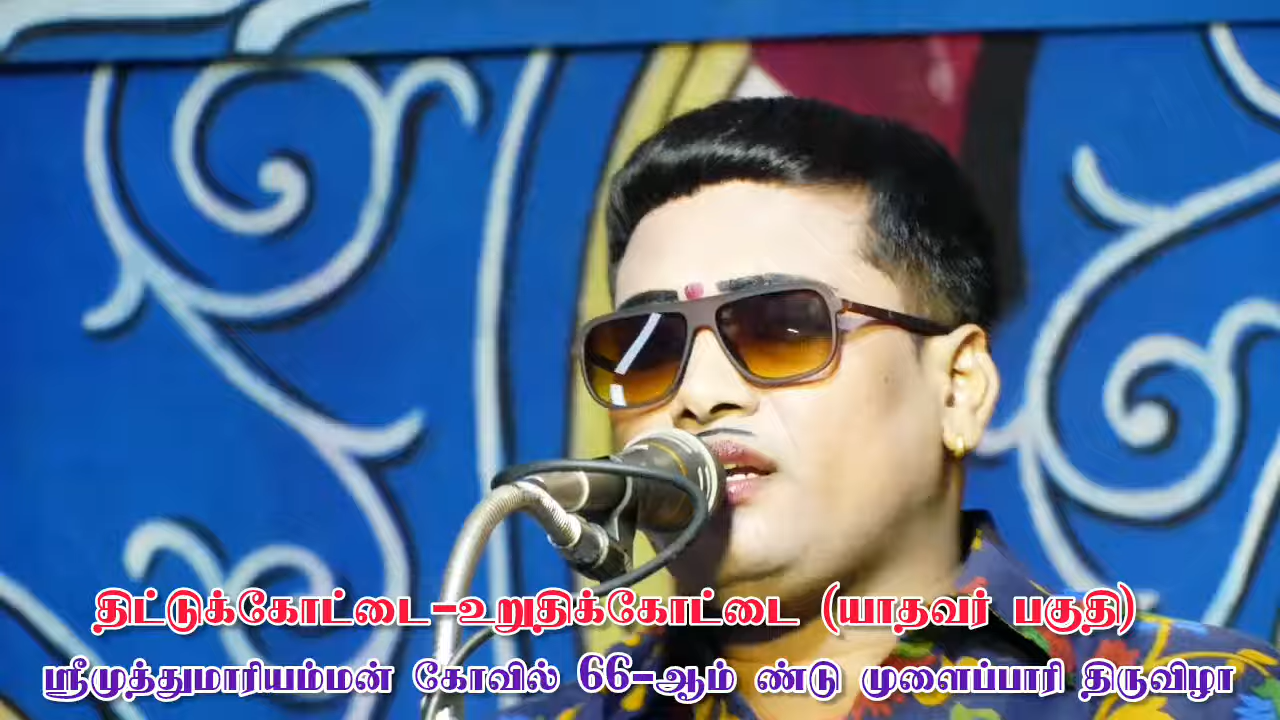 திட்டுக்கோட்டை-உறுதிக்கோட்டை (யாதவர் பகுதி)
ஸ்ரீமுத்துமாரியம்மன் கோவில் 66-ஆம் ண்டு முளைப்பாரி திருவிழா